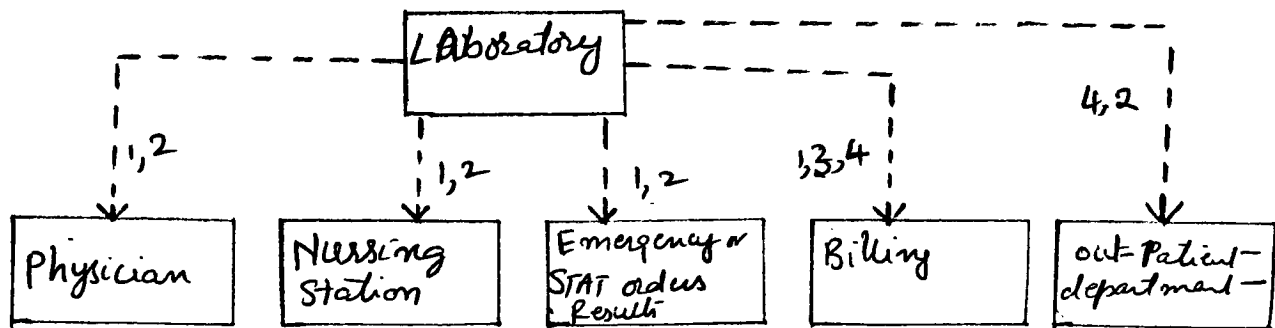 LAboratory
4,2
1,2
1,2
1,2
1,3,4
Physician
Nursing
Station
Emergency or
STAT orders
Results
Billing
out-Patient-
department-